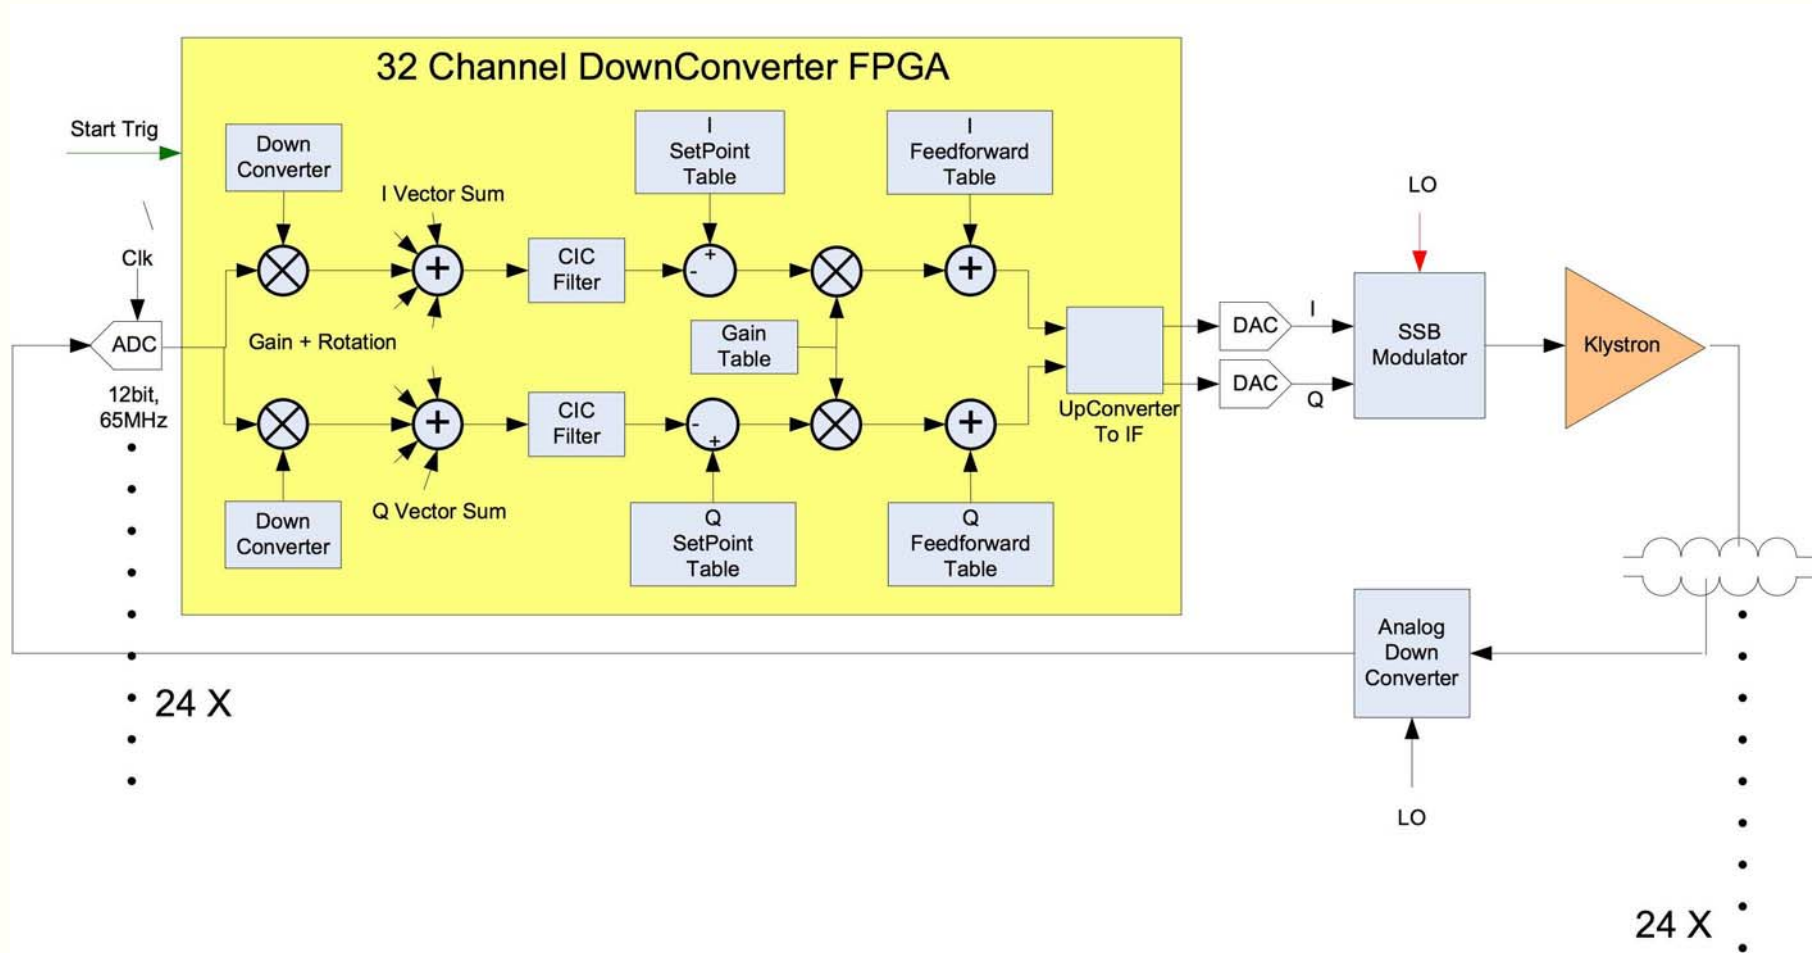 32 Channel DownConverter FPGA
Start Trig
Down
Converter
I
SetPoint
Table
I
Feedforward
Table
I Vector Sum
LO
Clk
CIC
Filter
+
-
+
+
ADC
12bit,
65MHz
Gain + Rotation
Gain
Table
DAC
I
SSB
Modulator
Klystron
DAC
Q
UpConverter
To IF
+
CIC
Filter
-
+
+
Q Vector Sum
Down
Converter
Q
SetPoint
Table
Q
Feedforward
Table
Analog
Down
Converter
24 X
LO
24 X